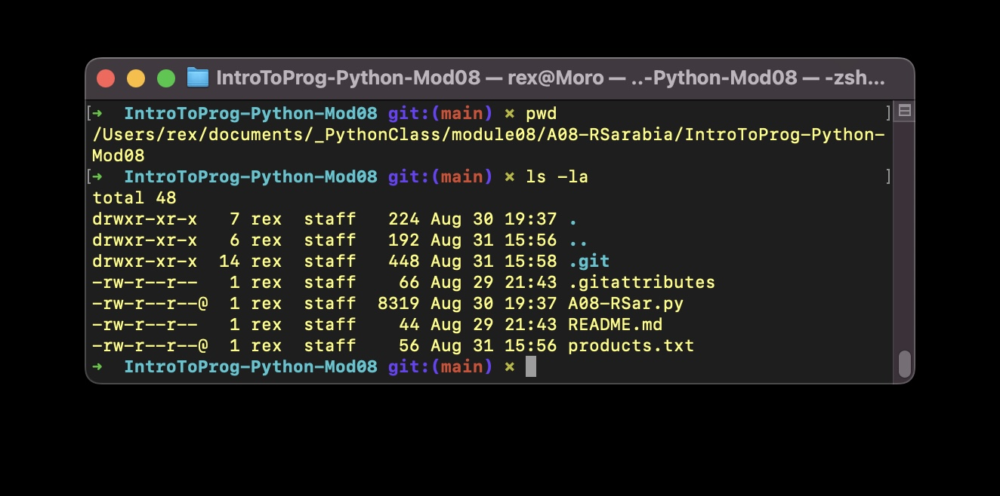 IntroToProg-Python-Mod08 — rex@Moro — ..-Python-Mod08 — -zsh...
[➜  IntroToProg-Python-Mod08 git:(main) × pwd ]
/Users/rex/documents/_PythonClass/module08/A08-RSarabia/IntroToProg-Python-
Mod08
[➜  IntroToProg-Python-Mod08 git:(main) × ls -la ]
total 48
drwxr-xr-x   7 rex  staff   224 Aug 30 19:37 .
drwxr-xr-x   6 rex  staff   192 Aug 31 15:56 ..
drwxr-xr-x  14 rex  staff   448 Aug 31 15:58 .git
-rw-r--r--   1 rex  staff    66 Aug 29 21:43 .gitattributes
-rw-r--r--@  1 rex  staff  8319 Aug 30 19:37 A08-RSar.py
-rw-r--r--   1 rex  staff    44 Aug 29 21:43 README.md
-rw-r--r--@  1 rex  staff    56 Aug 31 15:56 products.txt
➜  IntroToProg-Python-Mod08 git:(main) ×